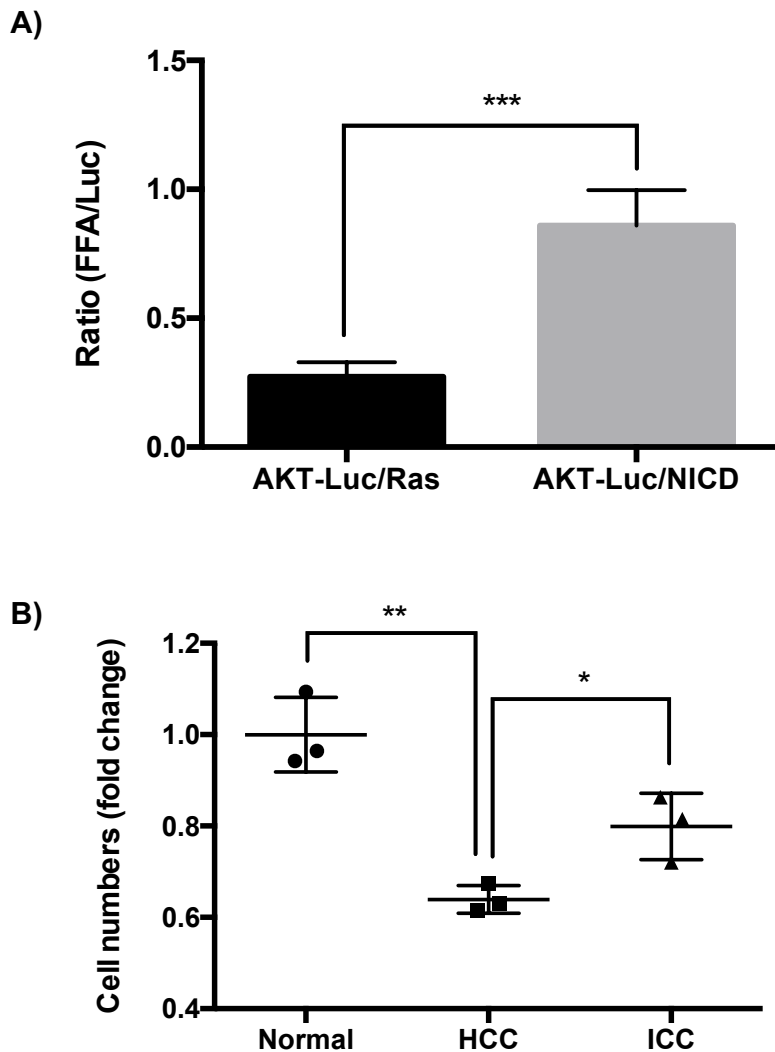 A)
Ratio (FFA/Luc)
1.5
1.0
0.5
0.0
***
AKT-Luc/Ras
AKT-Luc/NICD
B)
Cell numbers (fold change)
1.2
1.0
0.8
0.6
0.4
**
*
Normal
HCC
ICC